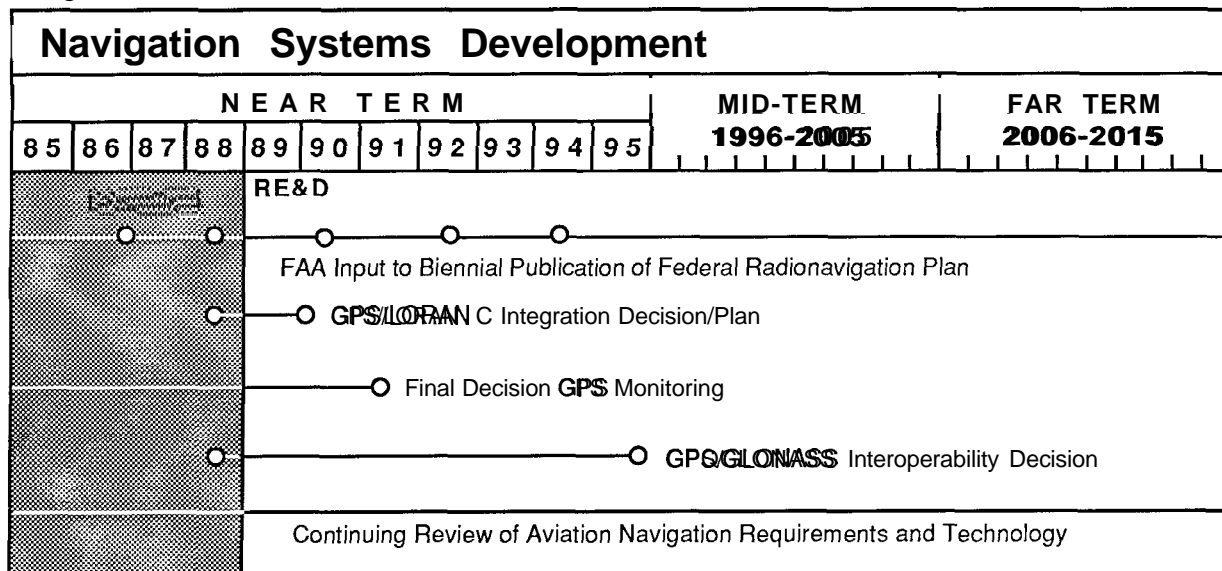 Navigation Systems Development
NEAR TERM MID-TERM FAR TERM
1996-2005 2006-2015
85 86 87 88 89 90 91 92 93 94 95
RE&D
FAA Input to Biennial Publication of Federal Radionavigation Plan
GPS/LORAN C Integration Decision/Plan
Final Decision GPS Monitoring
GPS/GLONASS Interoperability Decision
Continuing Review of Aviation Navigation Requirements and Technology